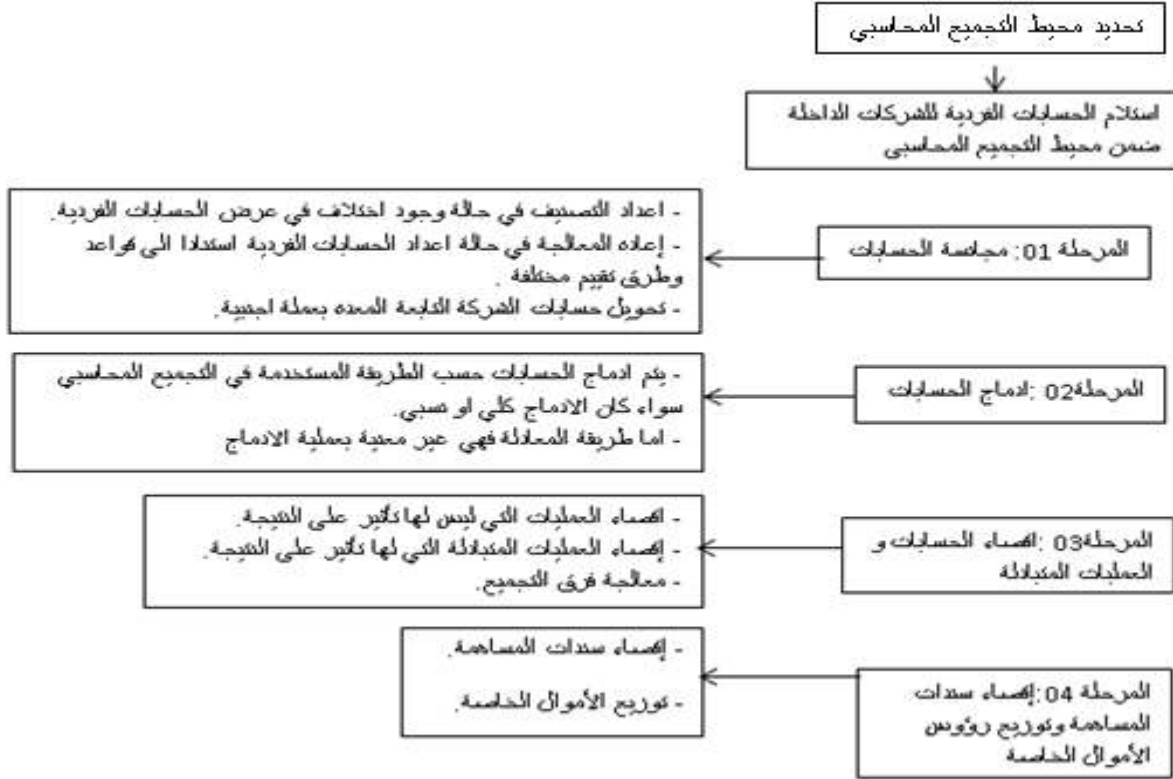 تحديد محيط التجميع المحاسبي
استلام الحسابات الفردية للشركات الداخلة
ضمن محيط التجميع المحاسبي
المرحلة 01: مجانسة الحسابات
- اعداد التصنيف في حالة وجود اختلاف في عرض الحسابات الفردية.
- إعاده المعالجة في حالة اعداد الحسابات الفردية استنادا الى قواعد
وطرق تقييم مختلفة .
- تحويل حسابات الشركة التابعة المعده بعملة اجنبية.
المرحلة02 :ادماج الحسابات
- يتم ادماج الحسابات حسب الطريقة المستخدمة في التجميع المحاسبي
سواء كان الادماج كلي او نسبي.
- اما طريقة المعادلة فهي غير معنية بعملية الادماج
المرحلة03 :اقصاء الحسابات و
العمليات المتبادلة
- اقصاء العمليات التي ليس لها تأثير على النتيجة.
- إقصاء العمليات المتبادلة التي لها تأثير على النتيجة.
- معالجة فرق التجميع.
المرحلة 04:إقصاء سندات
المساهمة وتوزيع رؤوس
الأموال الخاصة
- إقصاء سندات المساهمة.
- توزيع الأموال الخاصة.